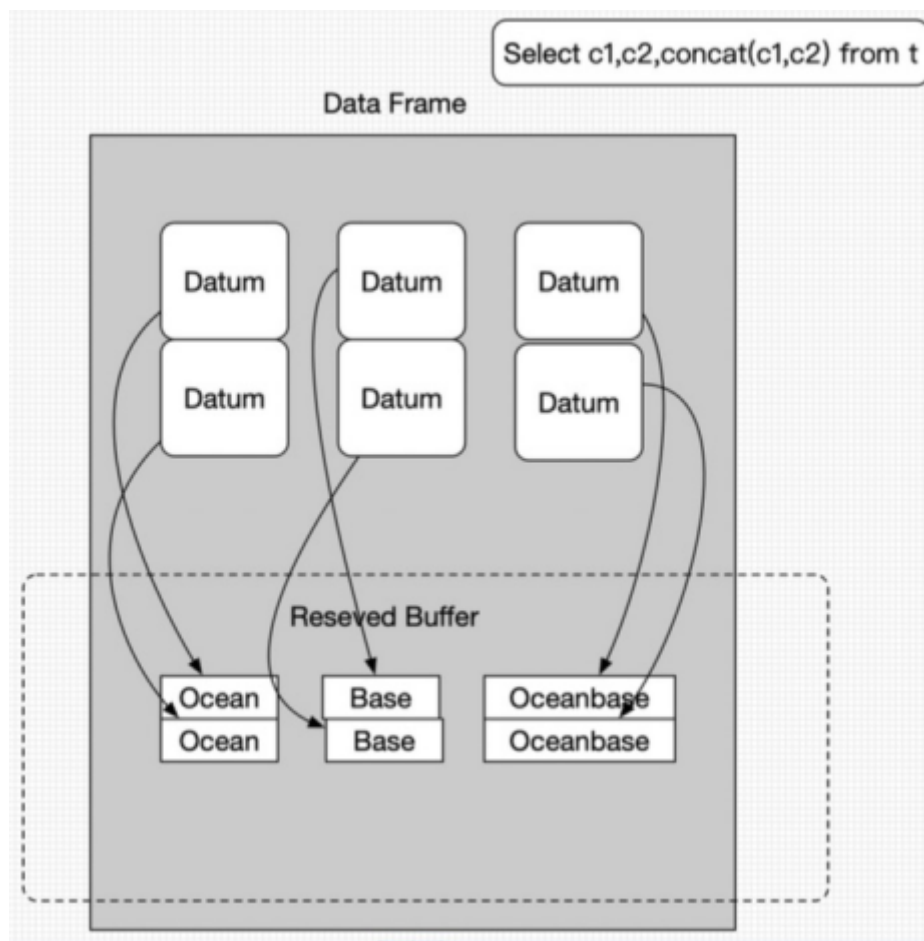 Select c1,c2,concat(c1,c2) from t
Data Frame
Datum Datum Datum
Datum Datum Datum
Reseved Buffer
Ocean Base Oceanbase
Ocean Base Oceanbase